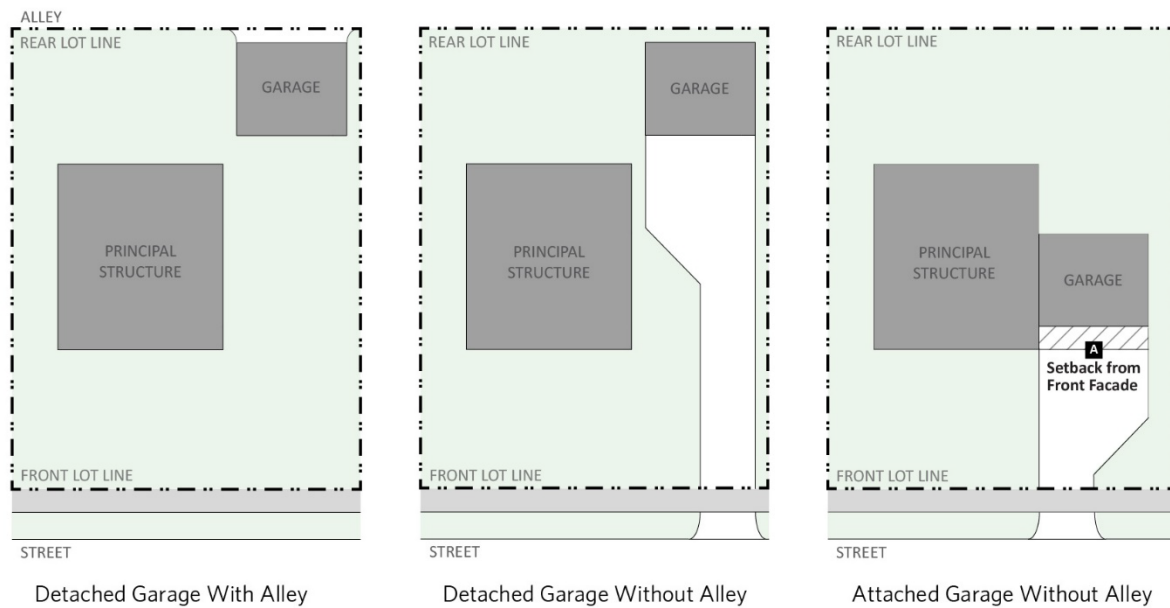 ALLEY
REAR LOT LINE
GARAGE
PRINCIPAL
STRUCTURE
FRONT LOT LINE
STREET
Detached Garage With Alley
REAR LOT LINE
GARAGE
PRINCIPAL
STRUCTURE
FRONT LOT LINE
STREET
Detached Garage Without Alley
REAR LOT LINE
PRINCIPAL
STRUCTURE
GARAGE
A
Setback from
Front Facade
FRONT LOT LINE
STREET
Attached Garage Without Alley